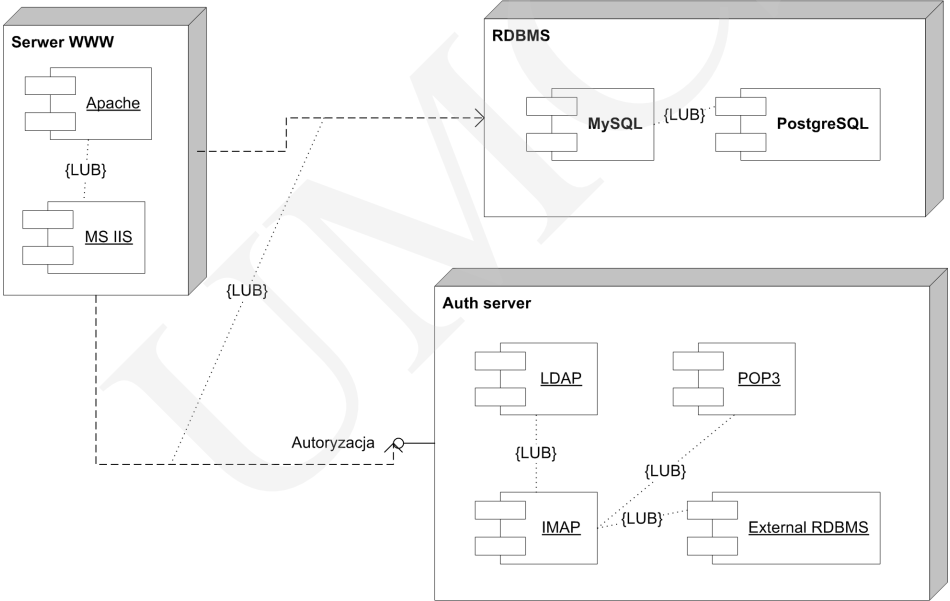 Serwer WWW
Apache
{LUB}
MS IIS
RDBMS
MySQL
{LUB}
PostgreSQL
{LUB}
Auth server
LDAP
POP3
Autoryzacja
{LUB}
{LUB}
IMAP
{LUB}
External RDBMS
UMC